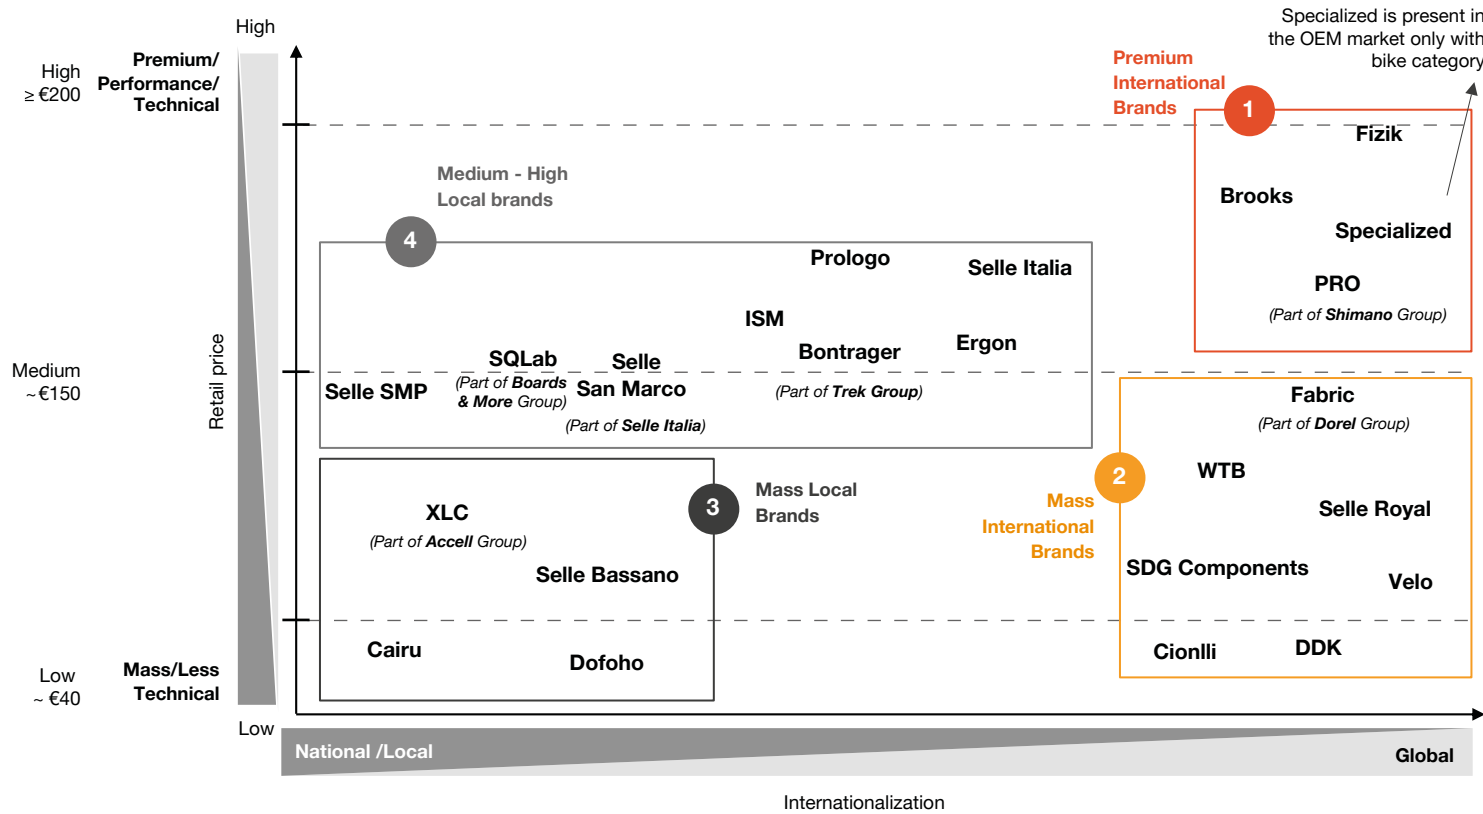 Specialized is present in
the OEM market only with
bike category
High
High
≥ €200
Premium/
Performance/
Technical
Premium
International
Brands
1
Fizik
Brooks
Specialized
PRO
(Part of Shimano Group)
Medium - High
Local brands
4
Prologo
Selle Italia
ISM
Bontrager
(Part of Trek Group)
Ergon
SQLab
(Part of Boards
& More Group)
Selle
San Marco
(Part of Selle Italia)
Selle SMP
Medium
~ €150
Retail price
Fabric
(Part of Dorel Group)
2
Mass
International
Brands
WTB
Selle Royal
SDG Components
Velo
Cionlli
DDK
3
Mass Local
Brands
XLC
(Part of Accell Group)
Selle Bassano
Cairu
Dofoho
Low
~ €40
Mass/Less
Technical
Low
National /Local
Global
Internationalization